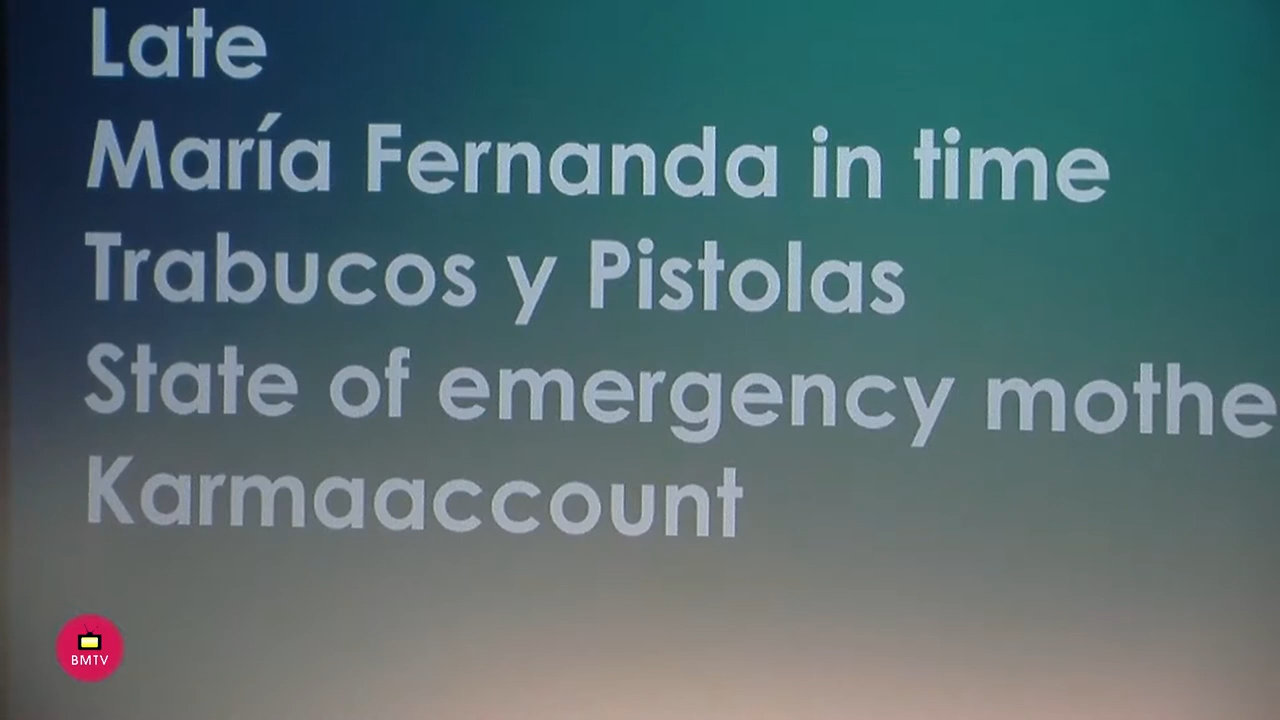 Late
María Fernanda in time
Trabucos y Pistolas
State of emergency mothe
Karmaaccount
BMTV